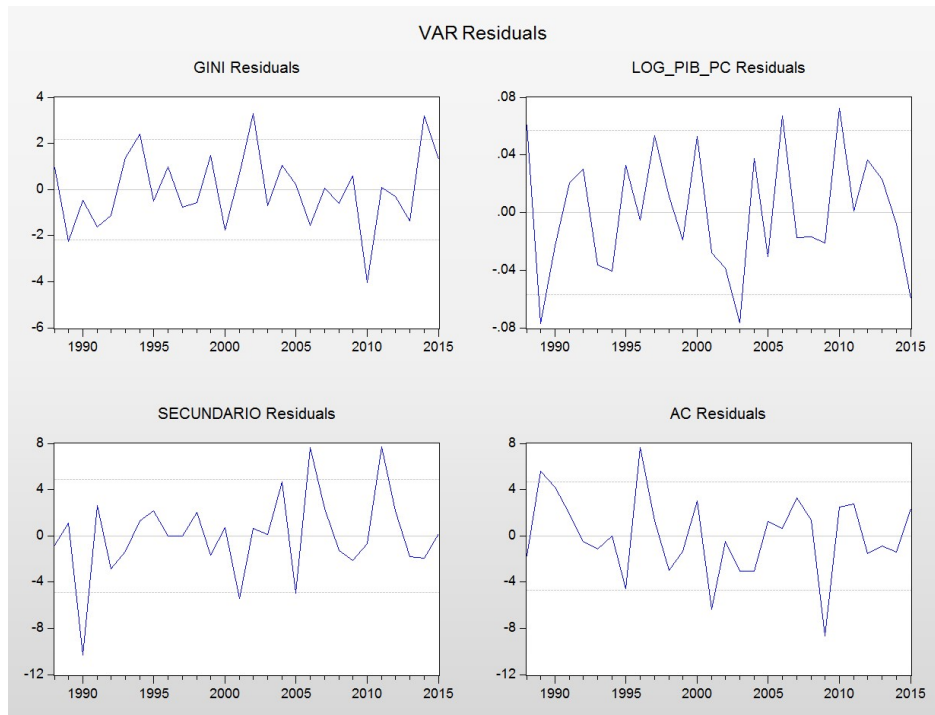 VAR Residuals
GINI Residuals
4
2
0
-2
-4
-6
1990 1995 2000 2005 2010 2015
LOG_PIB_PC Residuals
.08
.04
.00
-.04
-.08
1990 1995 2000 2005 2010 2015
SECUNDARIO Residuals
8
4
0
-4
-8
-12
1990 1995 2000 2005 2010 2015
AC Residuals
8
4
0
-4
-8
-12
1990 1995 2000 2005 2010 2015